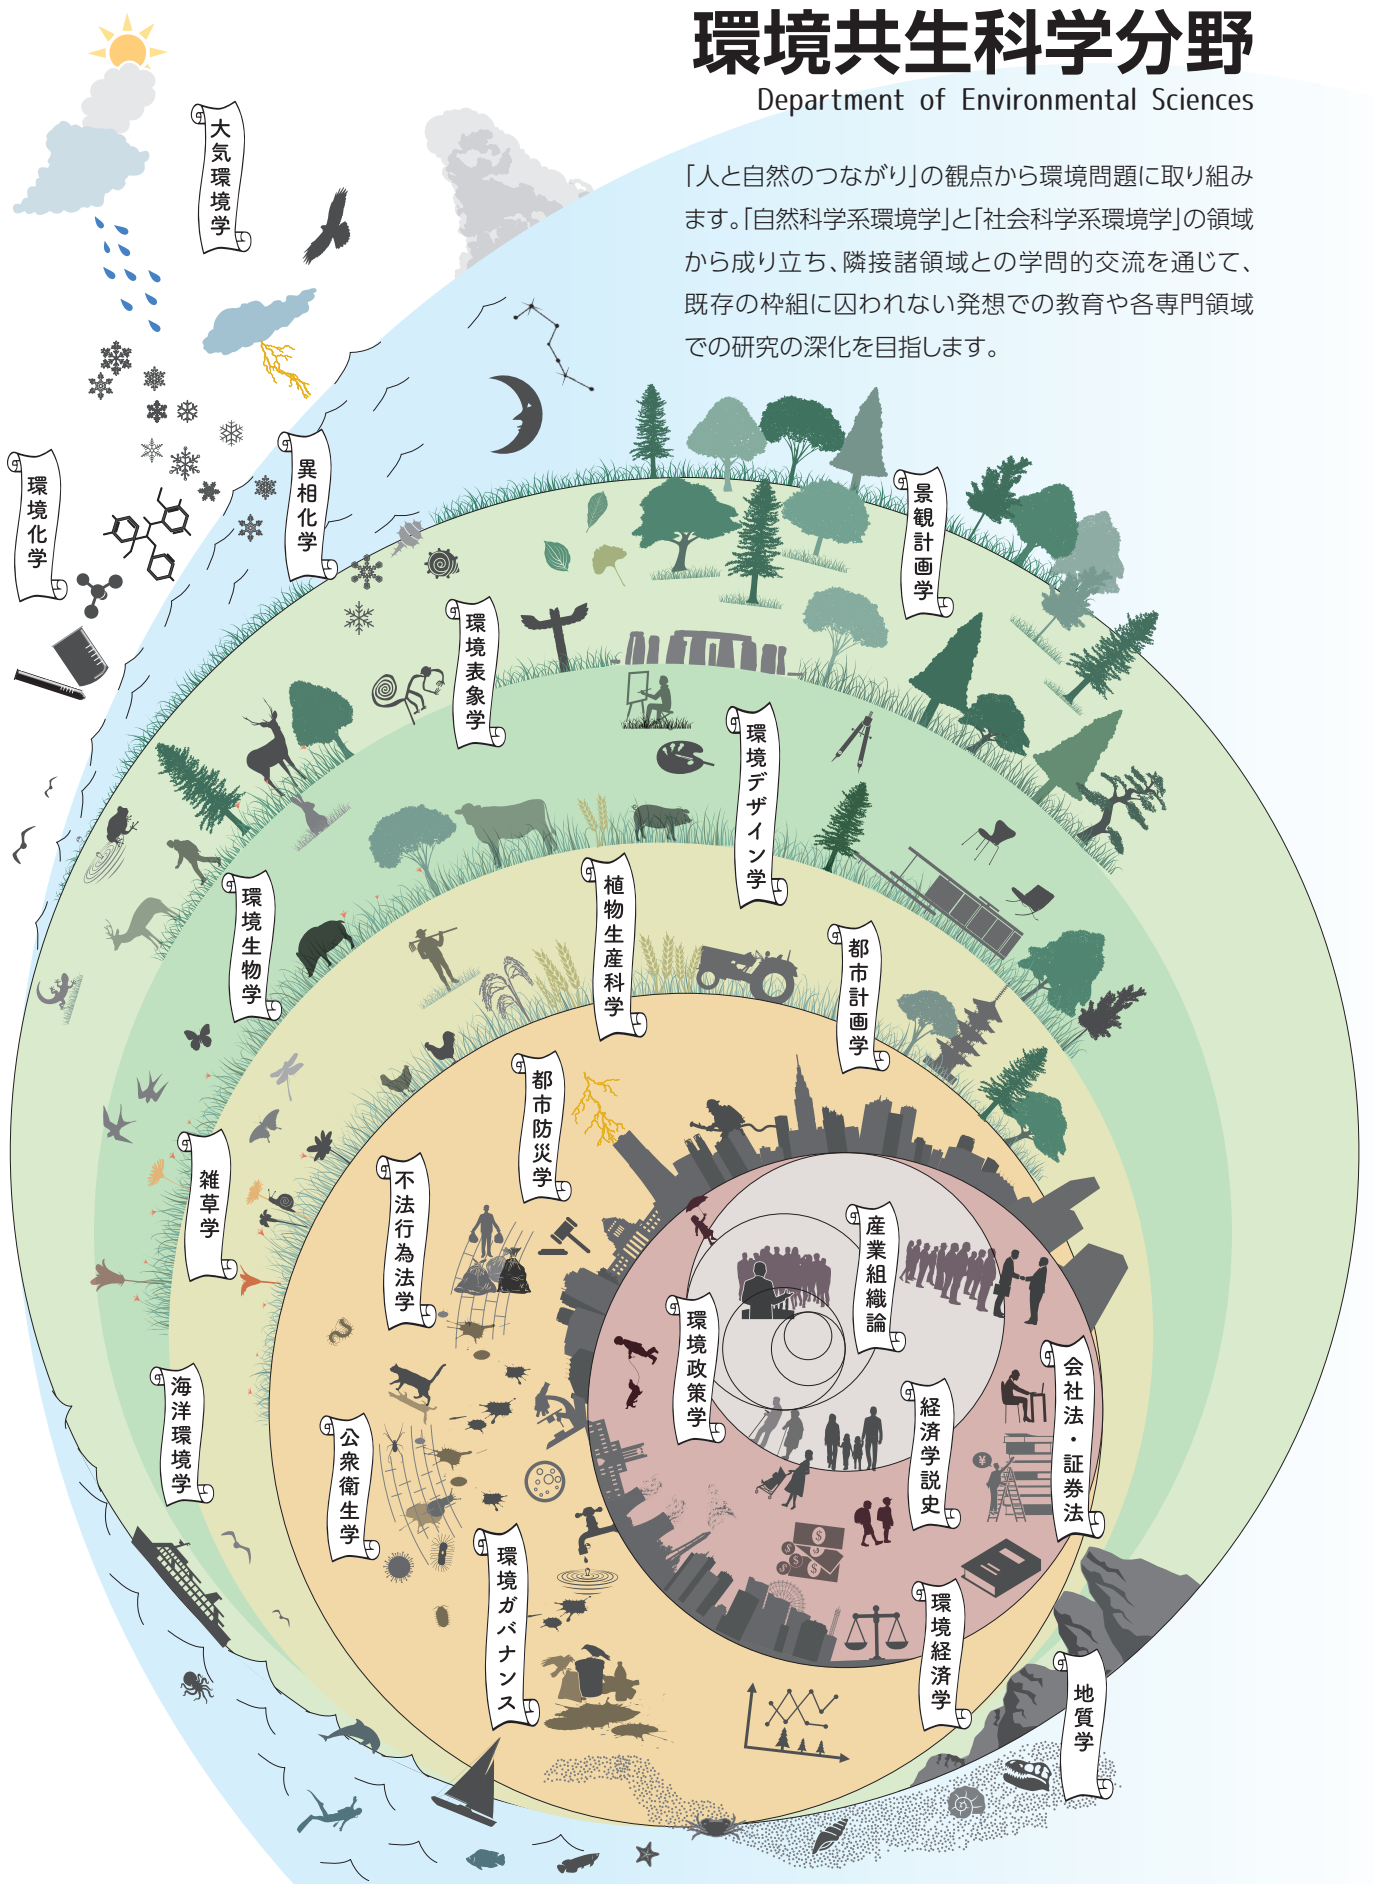 環境共生科学分野
Department of Environmental Sciences
「人と自然のつながり」の観点から環境問題に取り組み
ます。「自然科学系環境学」と「社会科学系環境学」の領域
から成り立ち、隣接諸領域との学問的交流を通じて、
既存の枠組に囚われない発想での教育や各専門領域
での研究の深化を目指します。
大気環境学
環境化学
異相化学
景観計画学
環境表象学
環境デザイン学
環境生物学
植物生産科学
都市計画学
都市防災学
雑草学
不法行為法学
産業組織論
環境政策学
会社法・証券法
海洋環境学
経済学説史
公衆衛生学
¥
$
$
$
$
$
$
環境ガバナンス
環境経済学
地質学